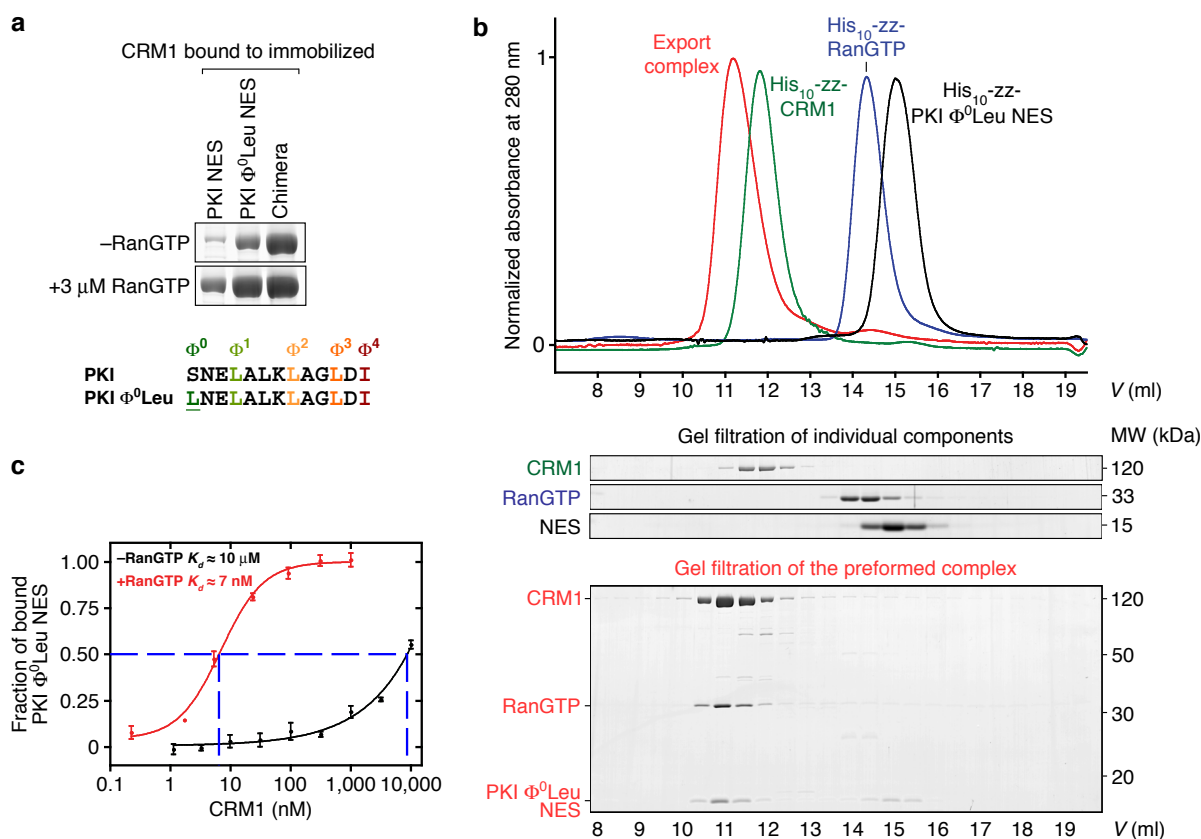 a
CRM1 bound to immobilized
PKI NES
PKI Φ⁰Leu NES
Chimera
–RanGTP
+3 μM RanGTP
Φ⁰ Φ¹ Φ² Φ³ Φ⁴
PKI SNELALKLAGLDI
PKI Φ⁰Leu LNELALKLAGLDI
b
Normalized absorbance at 280 nm
1
0
Export
complex
His₁₀-zz-
CRM1
His₁₀-zz-
RanGTP
His₁₀-zz-
PKI Φ⁰Leu NES
8 9 10 11 12 13 14 15 16 17 18 19 V (ml)
Gel filtration of individual components
MW (kDa)
CRM1 120
RanGTP 33
NES 15
Gel filtration of the preformed complex
CRM1 120
50
RanGTP
30
20
PKI Φ⁰Leu
NES
8 9 10 11 12 13 14 15 16 17 18 19 V (ml)
c
Fraction of bound
PKI Φ⁰Leu NES
1.00
0.75
0.50
0.25
0
–RanGTP Kd ≈ 10 μM
+RanGTP Kd ≈ 7 nM
0.1 1 10 100 1,000 10,000
CRM1 (nM)